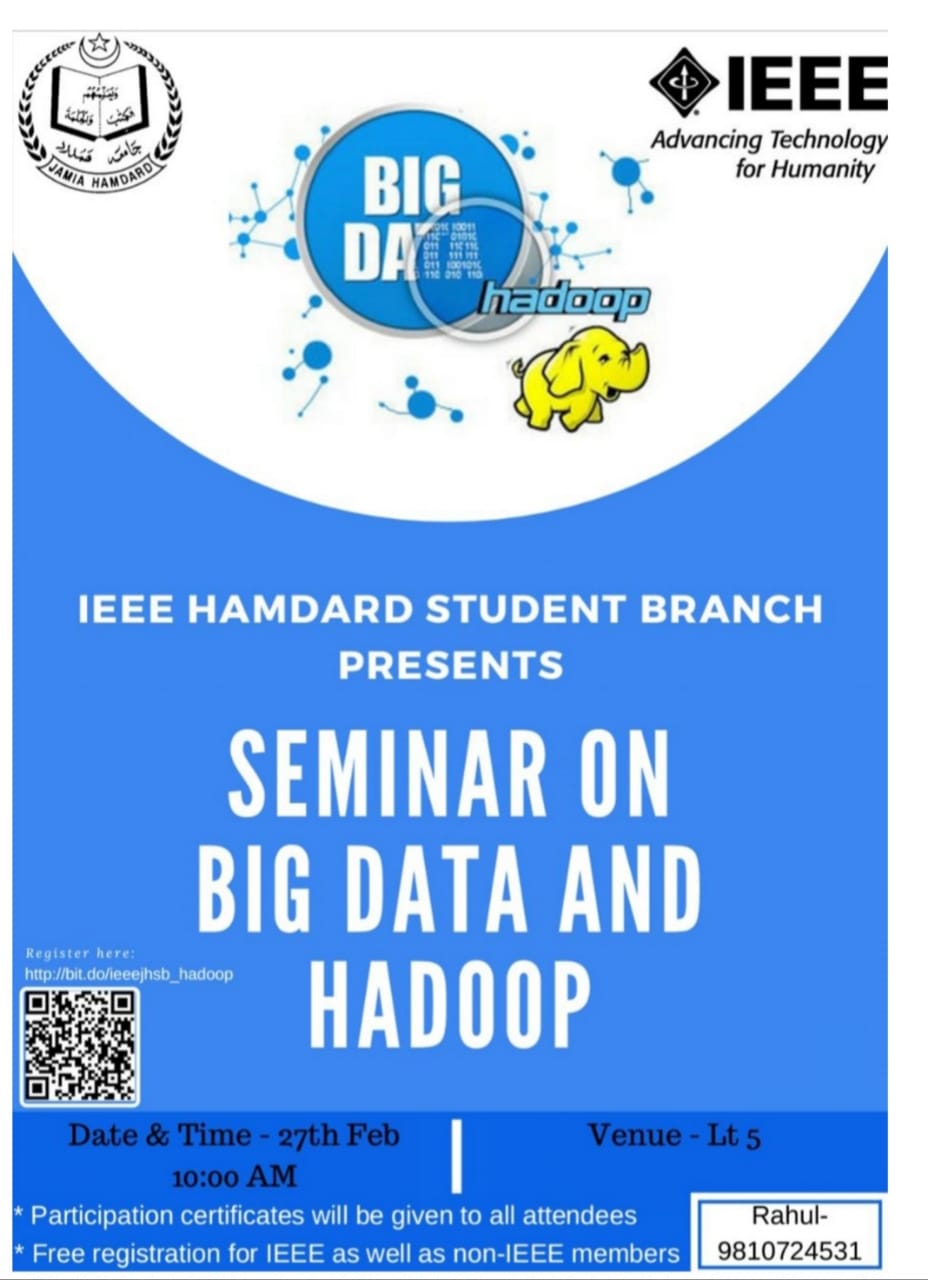 JAMIA HAMDARD
IEEE
Advancing Technology
for Humanity
BIG
DATA
hadoop
IEEE HAMDARD STUDENT BRANCH
PRESENTS
SEMINAR ON
BIG DATA AND
HADOOP
Register here:
http://bit.do/ieeejhsb_hadoop
Date & Time - 27th Feb
10:00 AM
Venue - Lt 5
* Participation certificates will be given to all attendees
* Free registration for IEEE as well as non-IEEE members
Rahul-
9810724531